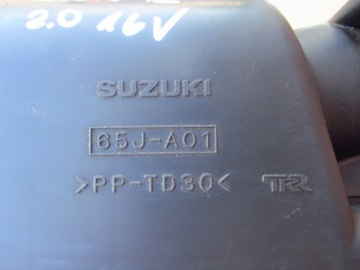 2.0 16V
SUZUKI
65J-A01
>PP-TD30< TR